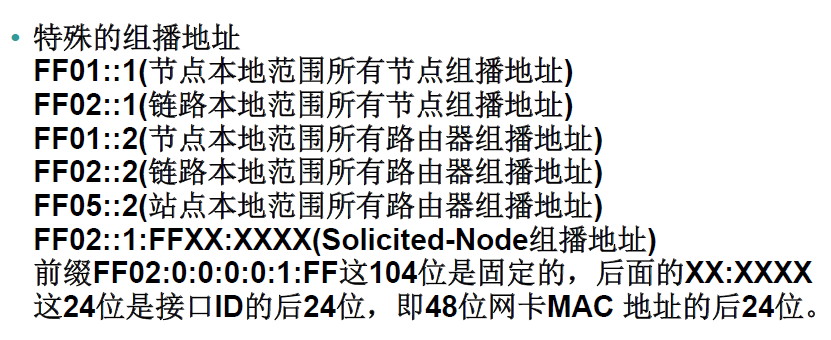 • 特殊的组播地址
FF01::1(节点本地范围所有节点组播地址)
FF02::1(链路本地范围所有节点组播地址)
FF01::2(节点本地范围所有路由器组播地址)
FF02::2(链路本地范围所有路由器组播地址)
FF05::2(站点本地范围所有路由器组播地址)
FF02::1:FFXX:XXXX(Solicited-Node组播地址)
前缀FF02:0:0:0:0:1:FF这104位是固定的，后面的XX:XXXX
这24位是接口ID的后24位，即48位网卡MAC 地址的后24位。